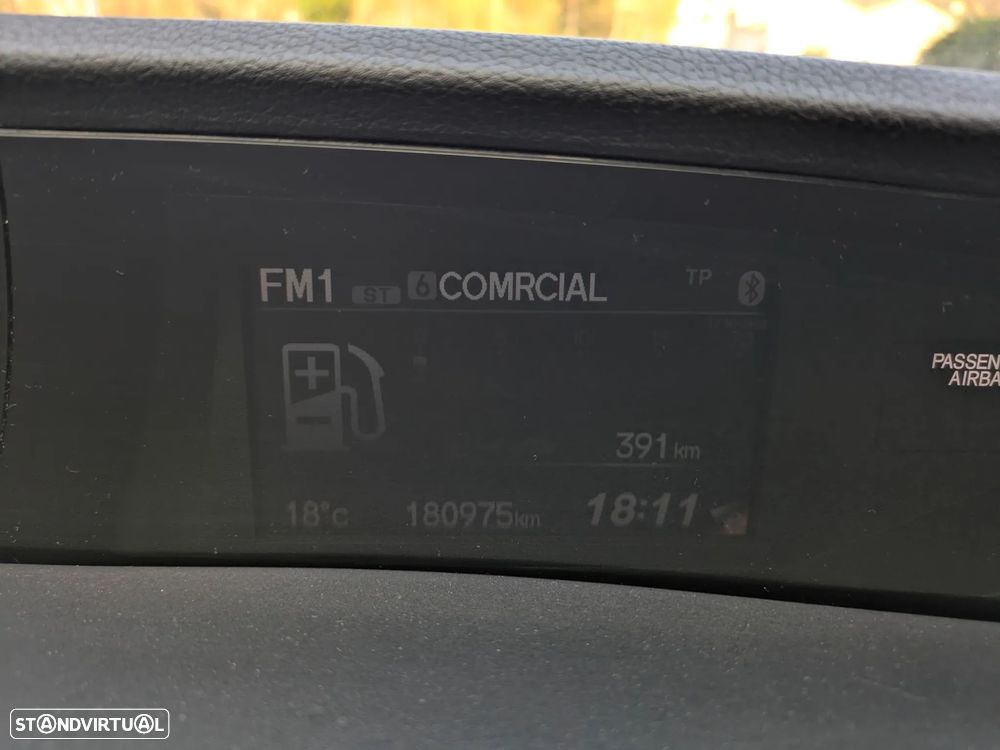 FM1 ST 6 COMRCIAL TP
PASSEN
AIRBA
391 km
18°C 180975km 18:11
STANDVIRTUAL